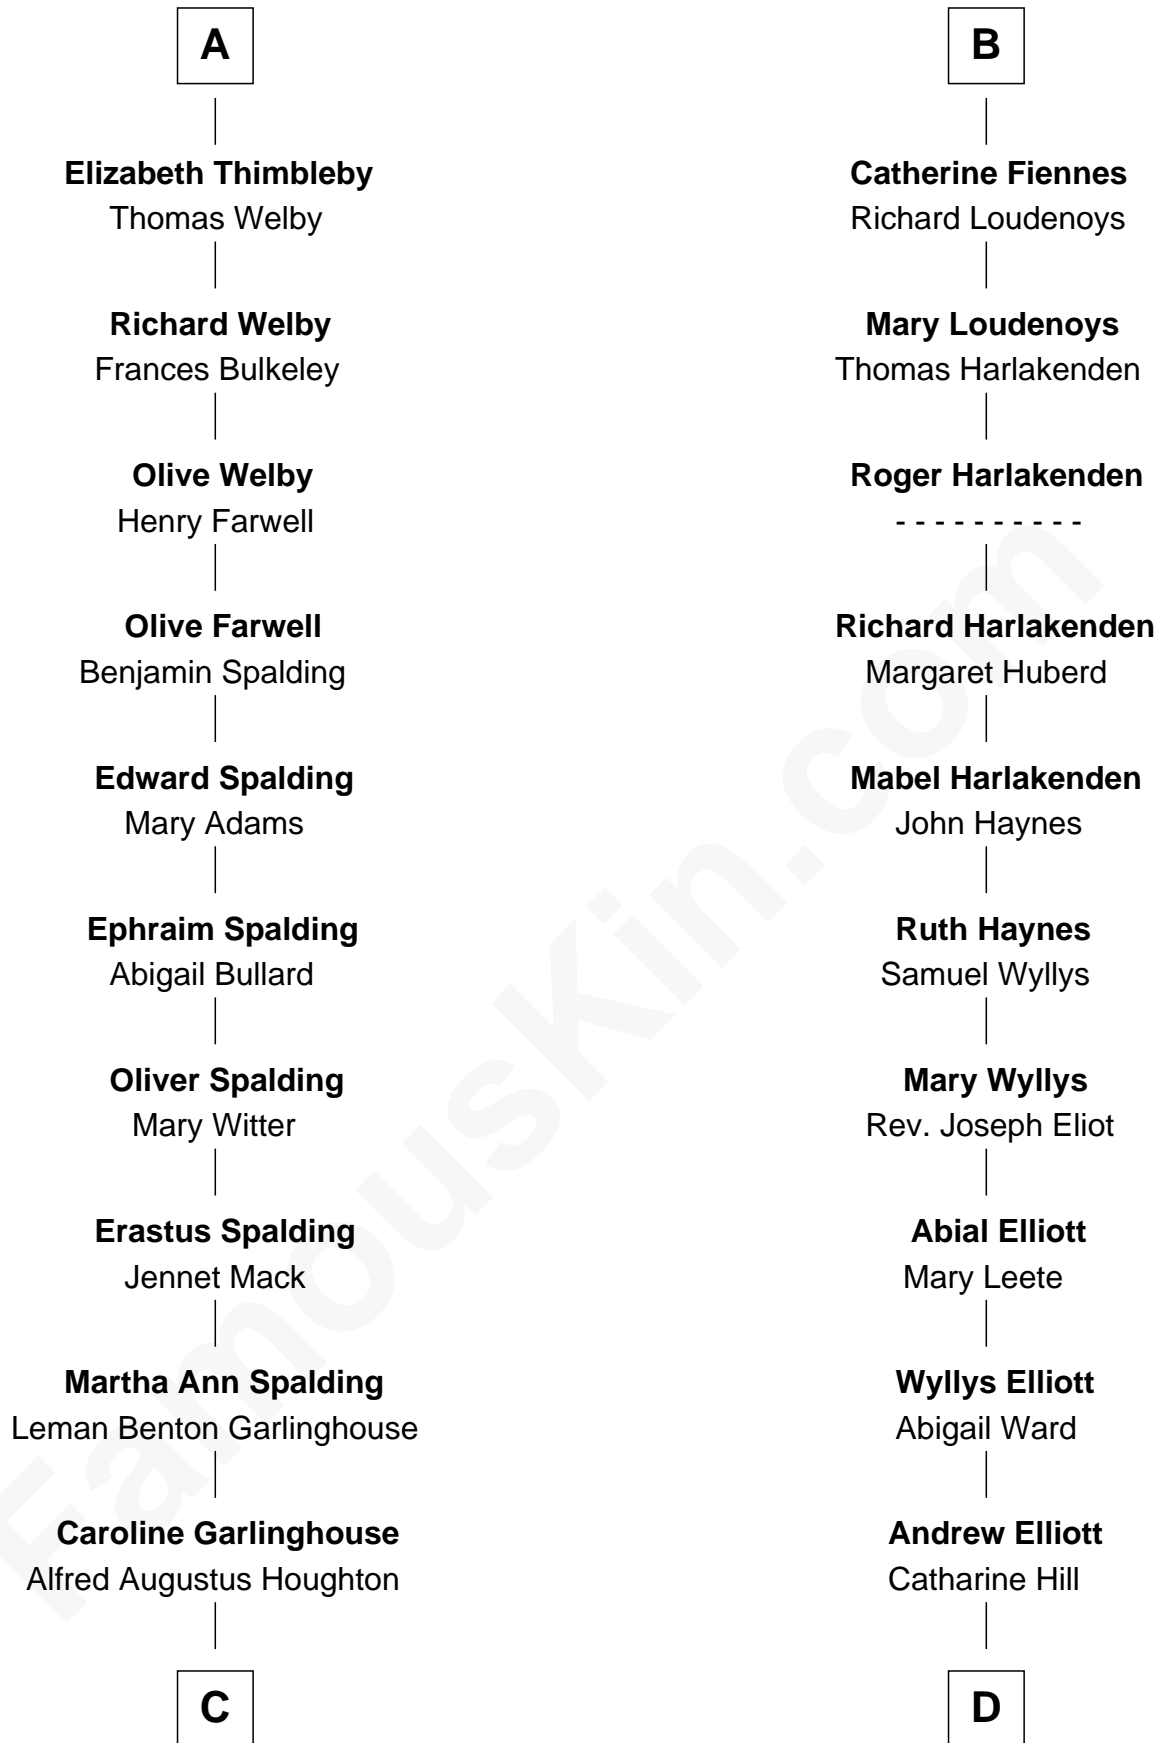 A
Elizabeth Thimbleby
Thomas Welby
Richard Welby
Frances Bulkeley
Olive Welby
Henry Farwell
Olive Farwell
Benjamin Spalding
Edward Spalding
Mary Adams
Ephraim Spalding
Abigail Bullard
Oliver Spalding
Mary Witter
Erastus Spalding
Jennet Mack
Martha Ann Spalding
Leman Benton Garlinghouse
Caroline Garlinghouse
Alfred Augustus Houghton
C
B
Catherine Fiennes
Richard Loudenoys
Mary Loudenoys
Thomas Harlakenden
Roger Harlakenden
- - - - - - - - - -
Richard Harlakenden
Margaret Huberd
Mabel Harlakenden
John Haynes
Ruth Haynes
Samuel Wyllys
Mary Wyllys
Rev. Joseph Eliot
Abial Elliott
Mary Leete
Wyllys Elliott
Abigail Ward
Andrew Elliott
Catharine Hill
D
FamousKin.com